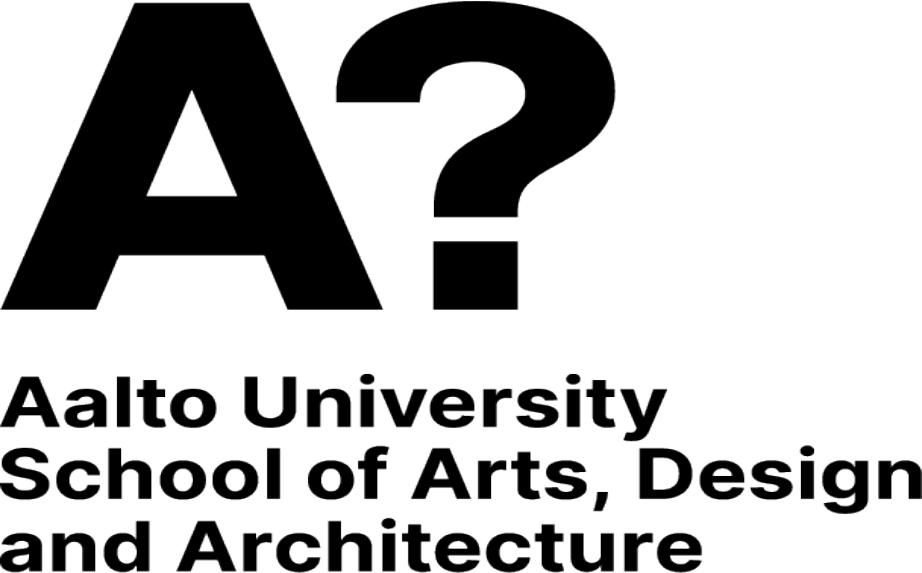 A?
Aalto University
School of Arts, Design
and Architecture